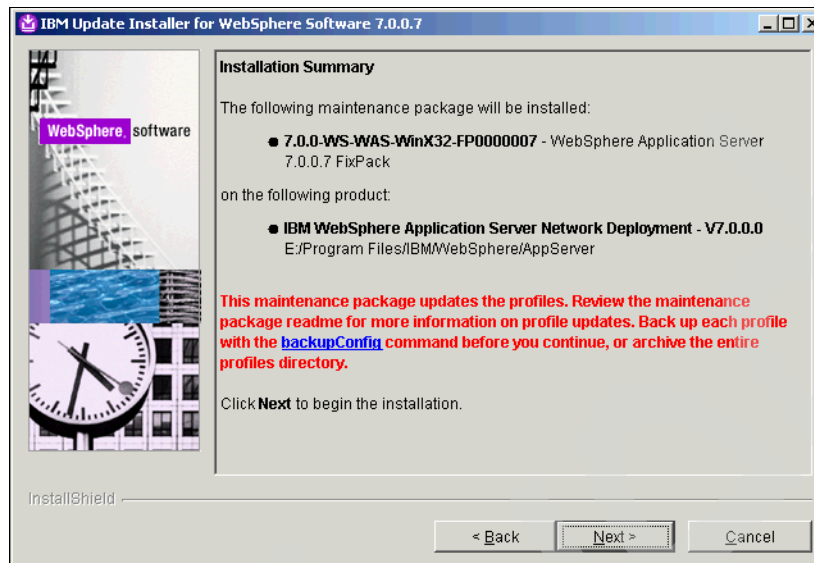 IBM Update Installer for WebSphere Software 7.0.0.7
WebSphere. software
Installation Summary
The following maintenance package will be installed:
● 7.0.0-WS-WAS-WinX32-FP0000007 - WebSphere Application Server
7.0.0.7 FixPack
on the following product:
● IBM WebSphere Application Server Network Deployment - V7.0.0.0
E:/Program Files/IBM/WebSphere/AppServer
This maintenance package updates the profiles. Review the maintenance
package readme for more information on profile updates. Back up each profile
with the backupConfig command before you continue, or archive the entire
profiles directory.
Click Next to begin the installation.
InstallShield
< Back Next > Cancel